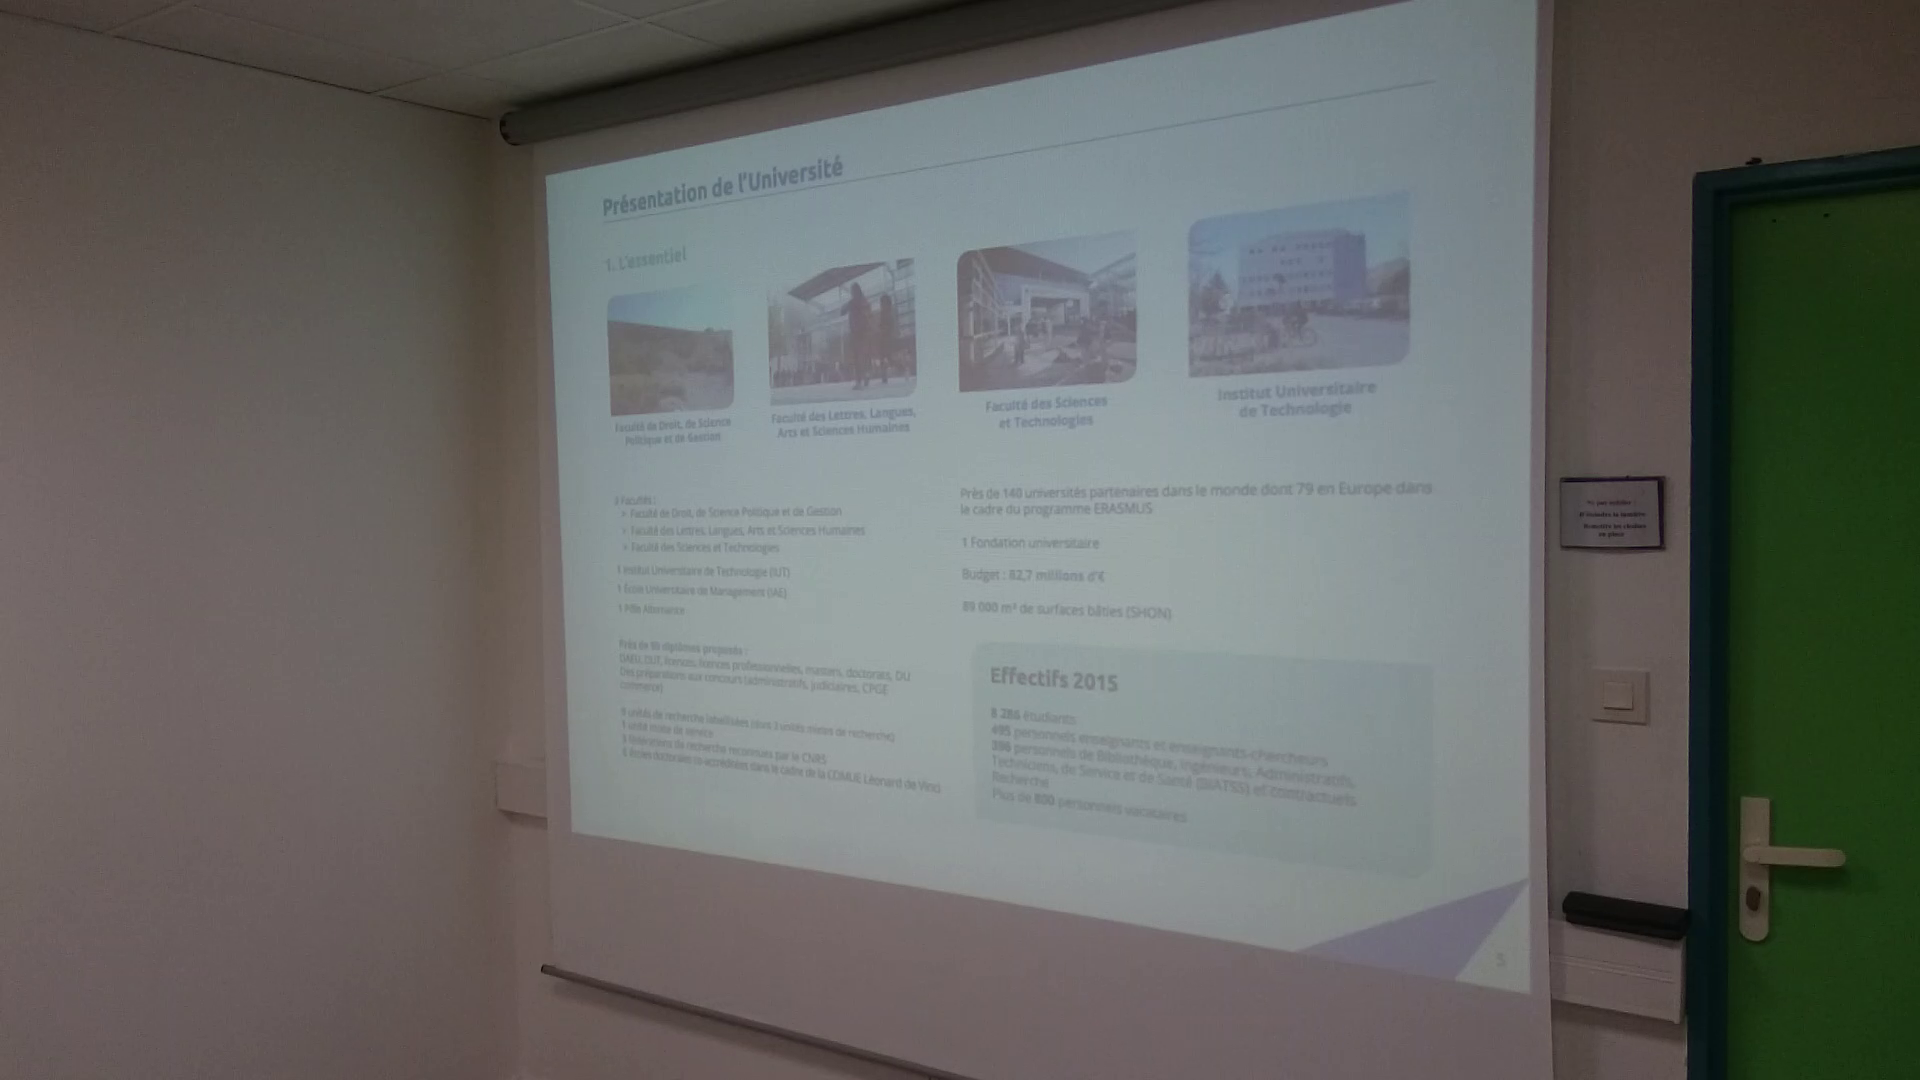 Présentation de l'Université
1. L'essentiel
Faculté de Droit, de Science
Politique et de Gestion
Faculté des Lettres, Langues,
Arts et Sciences Humaines
Faculté des Sciences
et Technologies
Institut Universitaire
de Technologie
3 Facultés :
> Faculté de Droit, de Science Politique et de Gestion
> Faculté des Lettres, Langues, Arts et Sciences Humaines
> Faculté des Sciences et Technologies
1 Institut Universitaire de Technologie (IUT)
1 École Universitaire de Management (IAE)
1 Pôle Alternance
Près de diplômes proposés :
DAEU, DUT, licences, licences professionnelles, masters, doctorats, DU
Des préparations aux concours (administratifs, judiciaires, CPGE
commerce)
unités de recherche labellisées (dont 2 unités mixtes de recherche)
1 unité mixte de service
Fédérations de recherche reconnues par le CNRS
Écoles doctorales co-accréditées dans le cadre de la COMUE Léonard de Vinci
Près de 140 universités partenaires dans le monde dont 79 en Europe dans
le cadre du programme ERASMUS
1 Fondation universitaire
Budget : 82,7 millions d'€
89 000 m² de surfaces bâties (SHON)
Effectifs 2015
8 286 étudiants
495 personnels enseignants et enseignants-chercheurs
396 personnels de Bibliothèque, Ingénieurs, Administratifs,
Techniciens, de Service et de Santé (BIATSS) et contractuels
Recherche
Plus de 800 personnels vacataires
5
D'éteindre la lumière
Remettre les chaises
en place